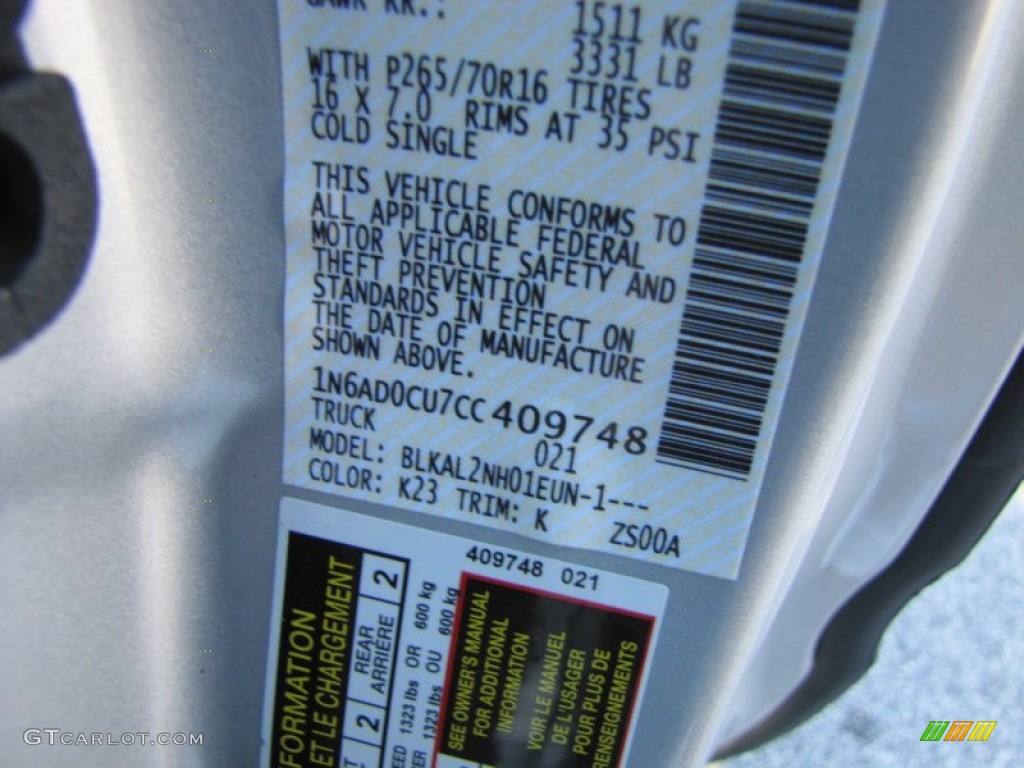 GAWR RR.:
1511 KG
3331 LB
WITH P265/70R16 TIRES
16 X 7.0 RIMS AT 35 PSI
COLD SINGLE
THIS VEHICLE CONFORMS TO
ALL APPLICABLE FEDERAL
MOTOR VEHICLE SAFETY AND
THEFT PREVENTION
STANDARDS IN EFFECT ON
THE DATE OF MANUFACTURE
SHOWN ABOVE.
1N6AD0CU7CC409748
TRUCK 021
MODEL: BLKAL2NH01EUN-1---
COLOR: K23 TRIM: K ZS00A
409748 021
FORMATION
ET LE CHARGEMENT
2 REAR 2
ARRIÈRE
1323 lbs OR 600 kg
1323 lbs OU 600 kg
SEE OWNER'S MANUAL
FOR ADDITIONAL
INFORMATION
VOIR LE MANUEL
DE L'USAGER
POUR PLUS DE
RENSEIGNEMENTS
GTCARLOT.COM